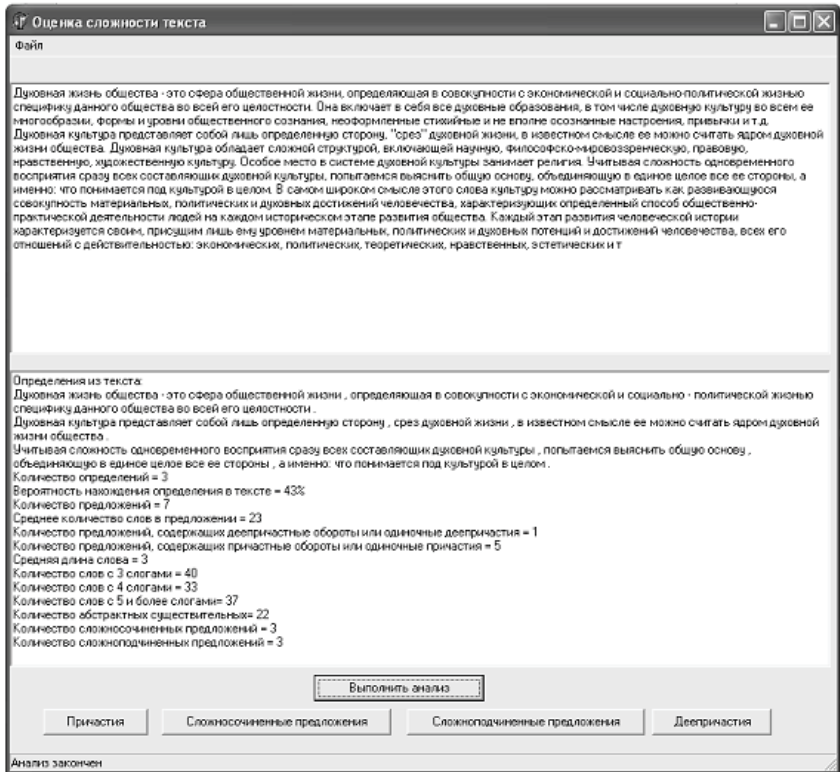 Оценка сложности текста
Файл
Духовная жизнь общества - это сфера общественной жизни, определяющая в совокупности с экономической и социально-политической жизнью
специфику данного общества во всей его целостности. Она включает в себя все духовные образования, в том числе духовную культуру во всем ее
многообразии, формы и уровни общественного сознания, неоформленные стихийные и не вполне осознанные настроения, привычки и т.д.
Духовная культура представляет собой лишь определенную сторону, "срез" духовной жизни, в известном смысле ее можно считать ядром духовной
жизни общества. Духовная культура обладает сложной структурой, включающей научную, философско-мировоззренческую, правовую,
нравственную, художественную культуру. Особое место в системе духовной культуры занимает религия. Учитывая сложность одновременного
восприятия сразу всех составляющих духовной культуры, попытаемся выяснить общую основу, объединяющую в единое целое все ее стороны, а
именно: что понимается под культурой в целом. В самом широком смысле этого слова культуру можно рассматривать как развивающуюся
совокупность материальных, политических и духовных достижений человечества, характеризующих определенный способ общественно-
практической деятельности людей на каждом историческом этапе развития общества. Каждый этап развития человеческой истории
характеризуется своим, присущим лишь ему уровнем материальных, политических и духовных потенций и достижений человечества, всех его
отношений с действительностью: экономических, политических, теоретических, нравственных, эстетических и т
Определения из текста:
Духовная жизнь общества - это сфера общественной жизни , определяющая в совокупности с экономической и социально - политической жизнью
специфику данного общества во всей его целостности .
Духовная культура представляет собой лишь определенную сторону , срез духовной жизни , в известном смысле ее можно считать ядром духовной
жизни общества .
Учитывая сложность одновременного восприятия сразу всех составляющих духовной культуры , попытаемся выяснить общую основу ,
объединяющую в единое целое все ее стороны , а именно: что понимается под культурой в целом .
Количество определений = 3
Вероятность нахождения определения в тексте = 43%
Количество предложений = 7
Среднее количество слов в предложении = 23
Количество предложений, содержащих деепричастные обороты или одиночные деепричастия = 1
Количество предложений, содержащих причастные обороты или одиночные причастия = 5
Средняя длина слова = 3
Количество слов с 3 слогами = 40
Количество слов с 4 слогами = 33
Количество слов с 5 и более слогами= 37
Количество абстрактных существительных= 22
Количество сложносочиненных предложений = 3
Количество сложноподчиненных предложений = 3
Выполнить анализ
Причастия Сложносочиненные предложения Сложноподчиненные предложения Деепричастия
Анализ закончен